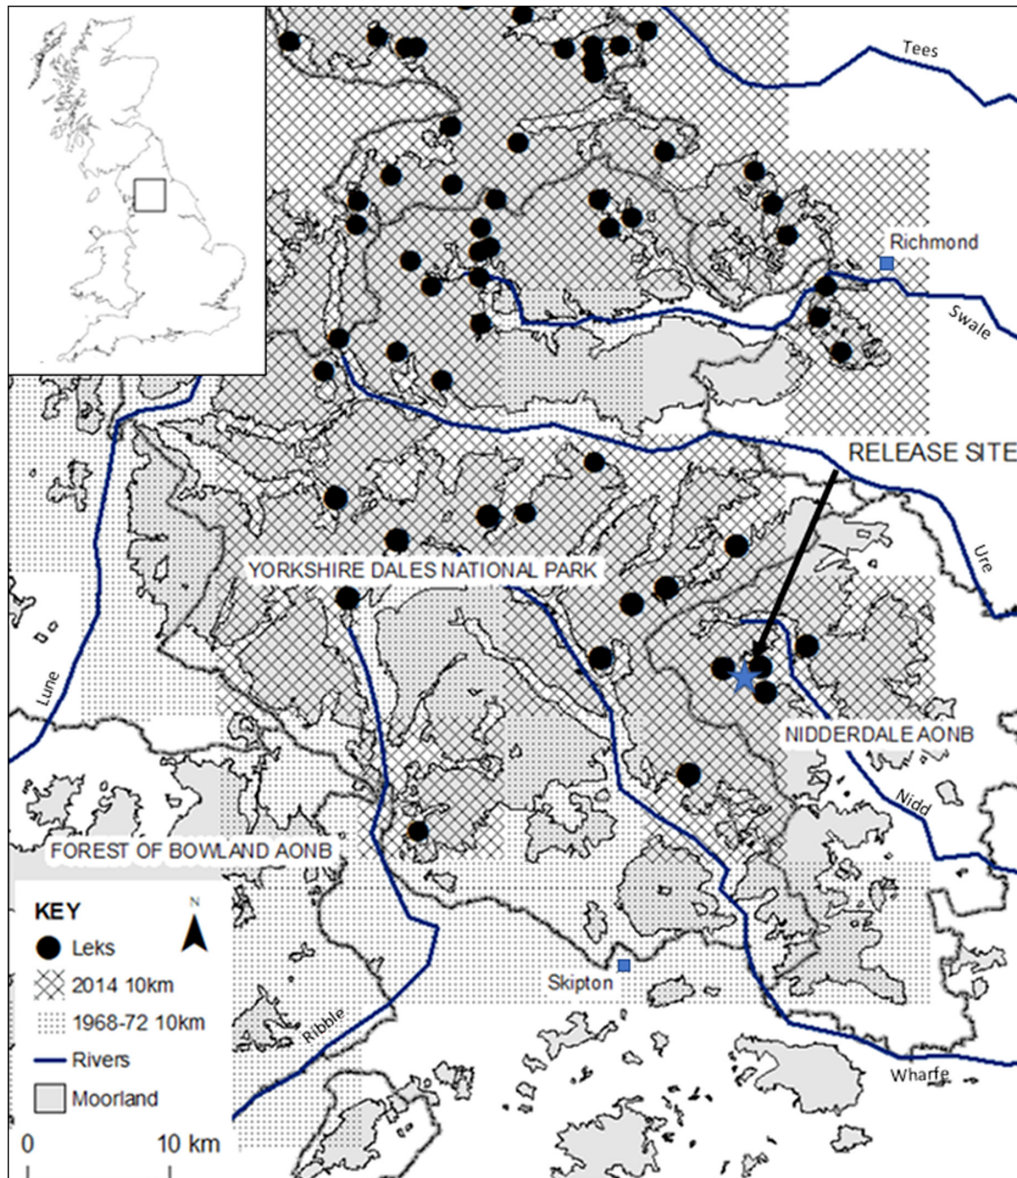 Tees
Richmond
Swale
RELEASE SITE
Ure
YORKSHIRE DALES NATIONAL PARK
Lune
NIDDERDALE AONB
Nidd
FOREST OF BOWLAND AONB
KEY
N
Leks
2014 10km
1968-72 10km
Rivers
Moorland
0 10 km
Skipton
Ribble
Wharfe